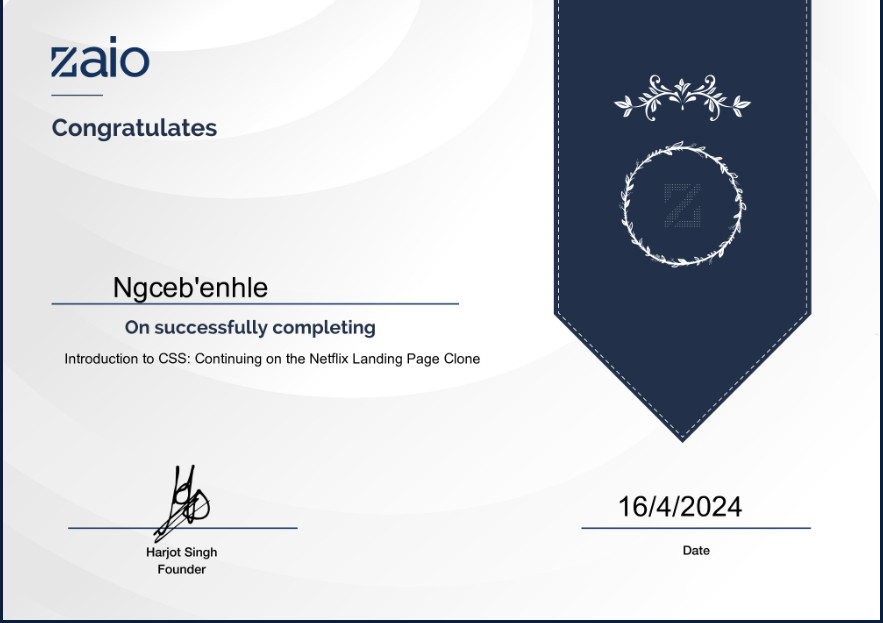 zaio
Congratulates
Ngceb'enhle
On successfully completing
Introduction to CSS: Continuing on the Netflix Landing Page Clone
Z
16/4/2024
Harjot Singh
Founder
Date